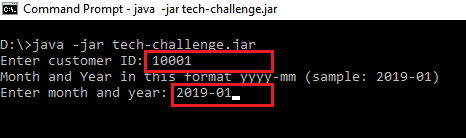 Command Prompt - java -jar tech-challenge.jar
D:\>java -jar tech-challenge.jar
Enter customer ID: 10001
Month and Year in this format yyyy-mm (sample: 2019-01)
Enter month and year: 2019-01